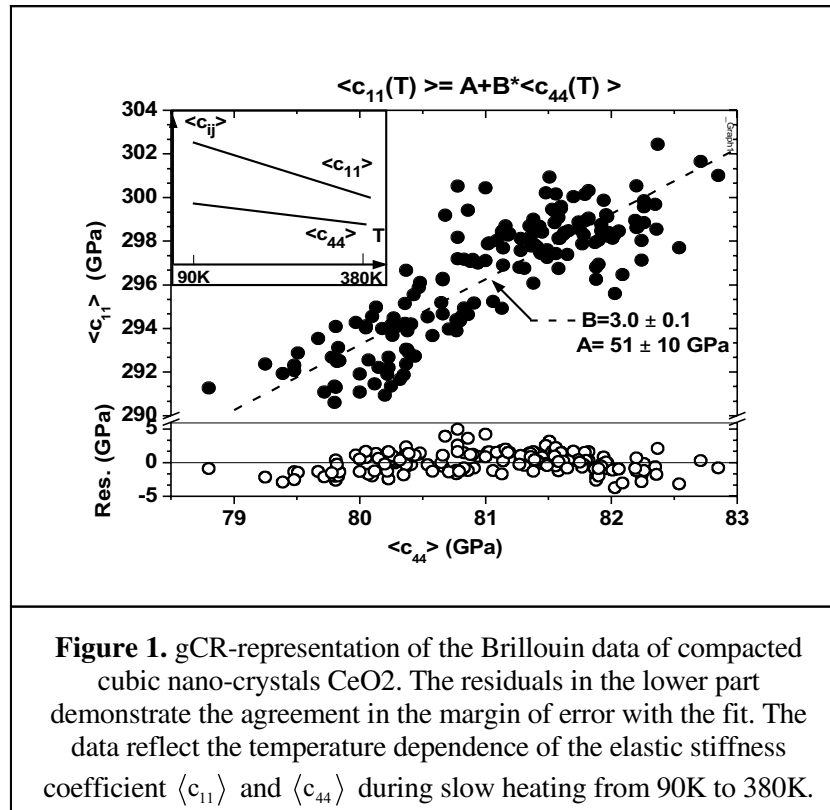 <c₁₁(T) >= A+B*<c₄₄(T) >
304
302
300
298
296
294
292
290
<c₁₁> (GPa)
<cᵢⱼ>
<c₁₁>
<c₄₄>
T
90K
380K
_Graph1
B=3.0 ± 0.1
A= 51 ± 10 GPa
5
0
-5
Res. (GPa)
79
80
81
82
83
<c₄₄> (GPa)
Figure 1. gCR-representation of the Brillouin data of compacted
cubic nano-crystals CeO2. The residuals in the lower part
demonstrate the agreement in the margin of error with the fit. The
data reflect the temperature dependence of the elastic stiffness
coefficient ⟨c₁₁⟩ and ⟨c₄₄⟩ during slow heating from 90K to 380K.